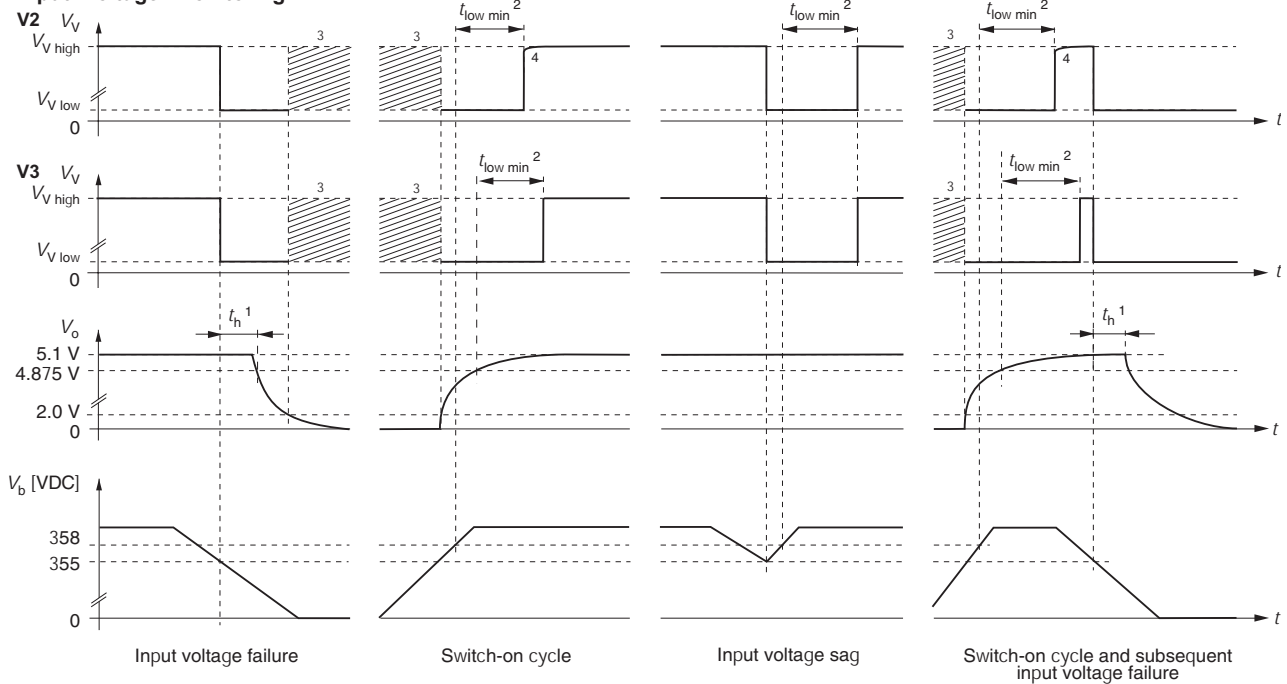 V2 V_V
V_V high
V_V low
0
3
3
3
t_low min 2
t_low min 2
t_low min 2
4
4
t
V3 V_V
V_V high
V_V low
0
3
3
3
t_low min 2
t_low min 2
t
V_o
5.1 V
4.875 V
2.0 V
0
t_h 1
t_h 1
t
V_b [VDC]
358
355
0
t
Input voltage failure
Switch-on cycle
Input voltage sag
Switch-on cycle and subsequent
input voltage failure